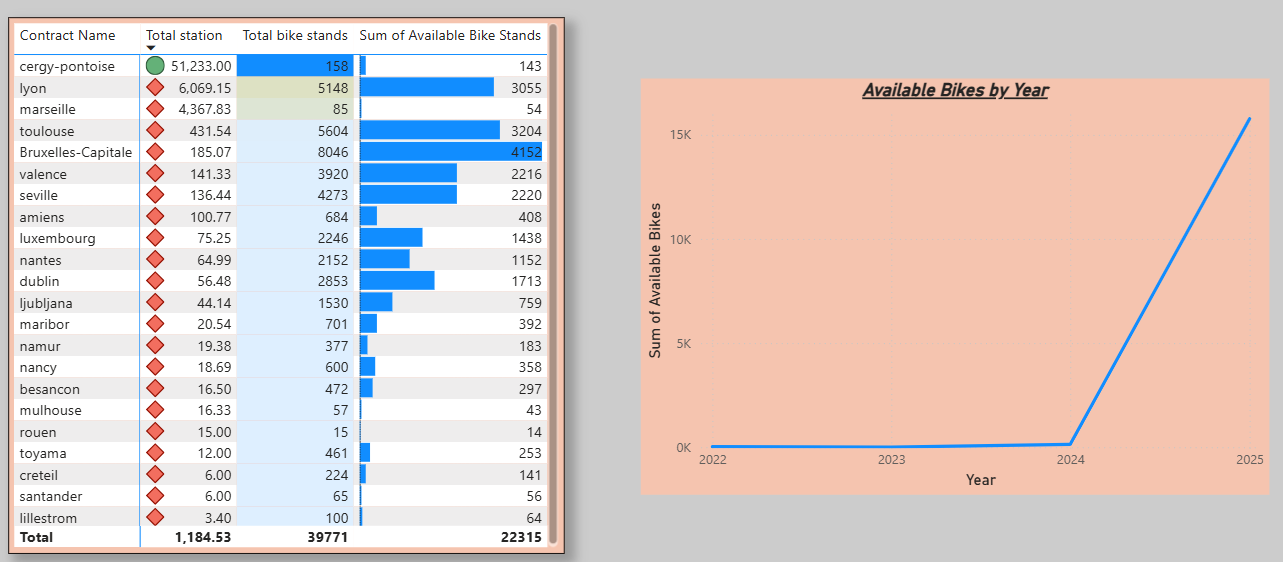 Contract Name Total station Total bike stands Sum of Available Bike Stands
cergy-pontoise 51,233.00 158 143
lyon 6,069.15 5148 3055
marseille 4,367.83 85 54
toulouse 431.54 5604 3204
Bruxelles-Capitale 185.07 8046 4152
valence 141.33 3920 2216
seville 136.44 4273 2220
amiens 100.77 684 408
luxembourg 75.25 2246 1438
nantes 64.99 2152 1152
dublin 56.48 2853 1713
ljubljana 44.14 1530 759
maribor 20.54 701 392
namur 19.38 377 183
nancy 18.69 600 358
besancon 16.50 472 297
mulhouse 16.33 57 43
rouen 15.00 15 14
toyama 12.00 461 253
creteil 6.00 224 141
santander 6.00 65 56
lillestrom 3.40 100 64
Total 1,184.53 39771 22315
Available Bikes by Year
Sum of Available Bikes
15K
10K
5K
0K
2022 2023 2024 2025
Year